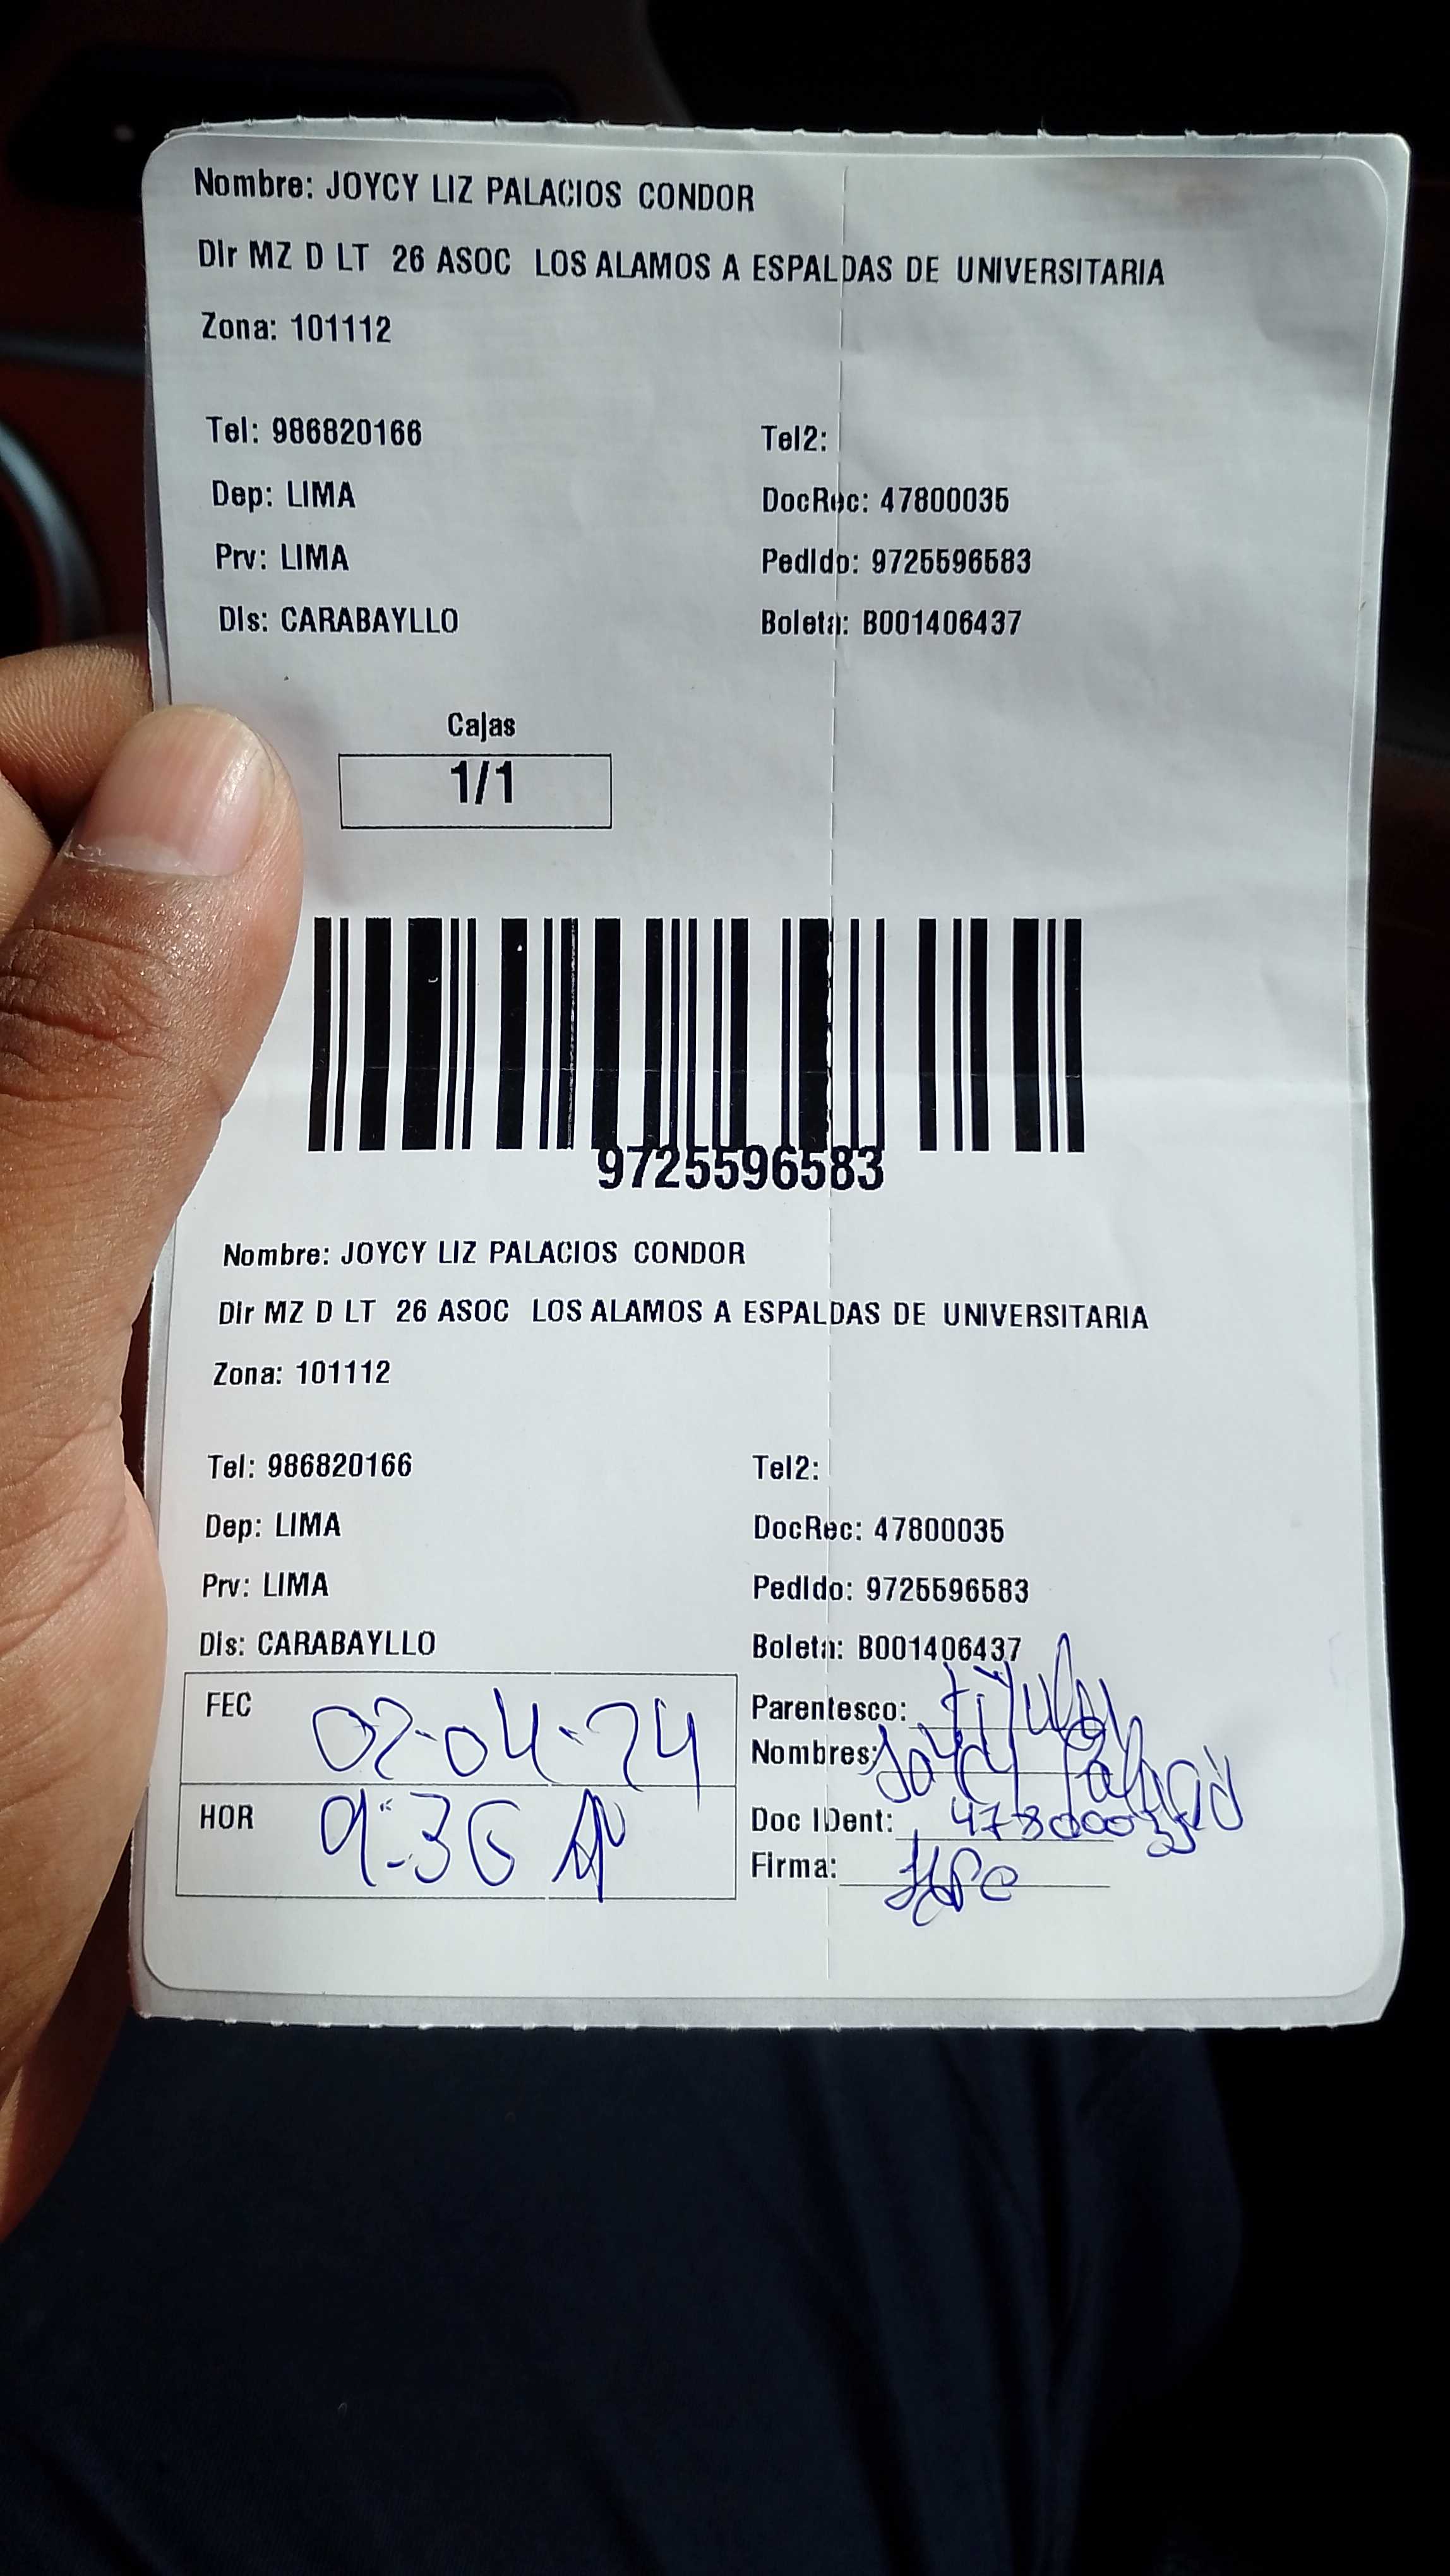 Nombre: JOYCY LIZ PALACIOS CONDOR
Dir MZ D LT 26 ASOC LOS ALAMOS A ESPALDAS DE UNIVERSITARIA
Zona: 101112
Tel: 986820166 Tel2:
Dep: LIMA DocRec: 47800035
Prv: LIMA Pedido: 9725596583
Dis: CARABAYLLO Boleta: B001406437
Cajas
1/1
9725596583
Nombre: JOYCY LIZ PALACIOS CONDOR
Dir MZ D LT 26 ASOC LOS ALAMOS A ESPALDAS DE UNIVERSITARIA
Zona: 101112
Tel: 986820166 Tel2:
Dep: LIMA DocRec: 47800035
Prv: LIMA Pedido: 9725596583
Dis: CARABAYLLO Boleta: B001406437
FEC 02-04-24 Parentesco: titular
Nombres: Joycy Palacios
HOR 9:36 Doc IDent: 47800035
Firma: